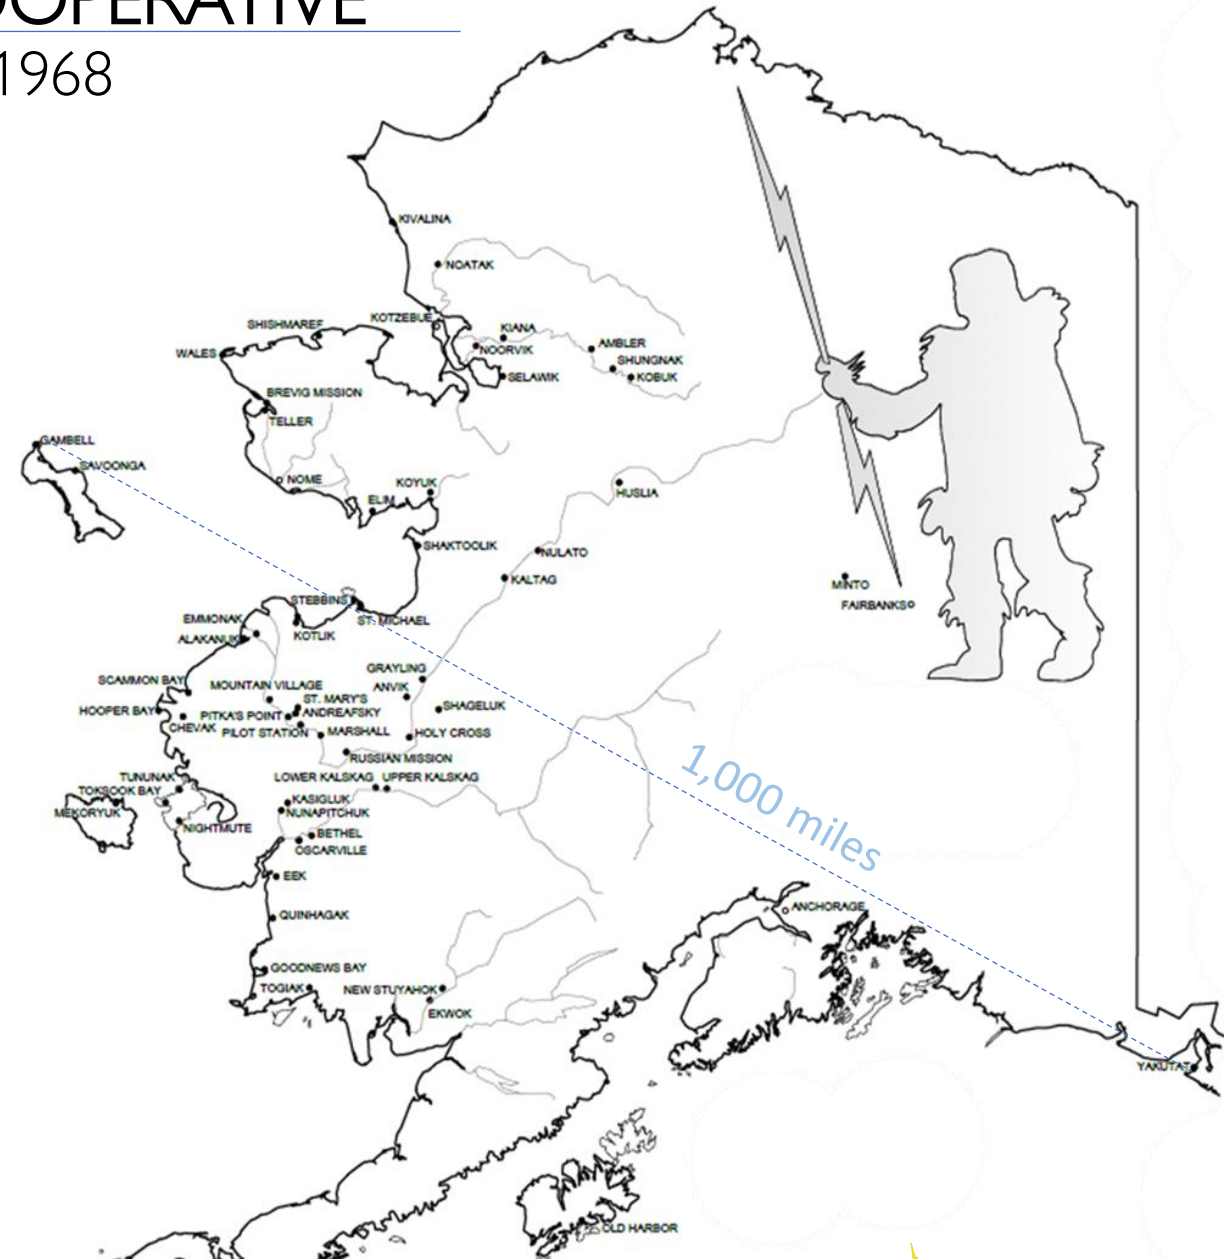 OOPERATIVE
1968
KIVALINA
NOATAK
KOTZEBUE
SHISHMAREF
KIANA
WALES
NOORVIK
AMBLER
SHUNGNAK
SELAWIK
KOBUK
BREVIG MISSION
TELLER
GAMBELL
SAVOONGA
NOME
KOYUK
ELIM
HUSLIA
SHAKTOOLIK
NULATO
KALTAG
MINTO
FAIRBANKS
STEBBINS
EMMONAK
ST. MICHAEL
ALAKANUK
KOTLIK
GRAYLING
SCAMMON BAY
MOUNTAIN VILLAGE
ANVIK
ST. MARY'S
SHAGELUK
HOOPER BAY
PITKA'S POINT
ANDREAFSKY
CHEVAK
PILOT STATION
MARSHALL
HOLY CROSS
RUSSIAN MISSION
1,000 miles
TUNUNAK
LOWER KALSKAG
UPPER KALSKAG
TOKSOOK BAY
KASIGLUK
MEKORYUK
NUNAPITCHUK
NIGHTMUTE
BETHEL
OSCARVILLE
EEK
ANCHORAGE
QUINHAGAK
GOODNEWS BAY
TOGIAK
NEW STUYAHOK
EKWOK
YAKUTAT
OLD HARBOR